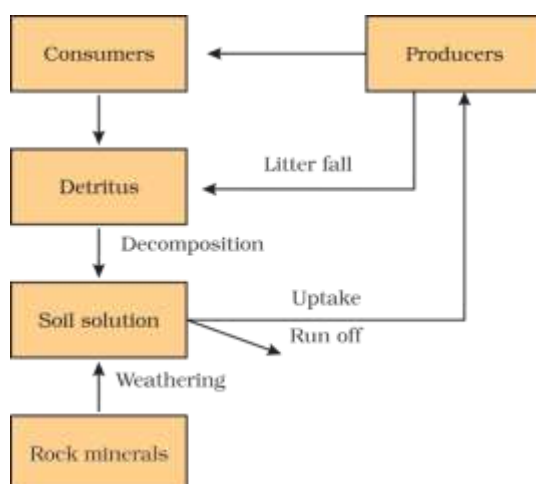 Consumers
Producers
Litter fall
Detritus
Decomposition
Uptake
Soil solution
Run off
Weathering
Rock minerals